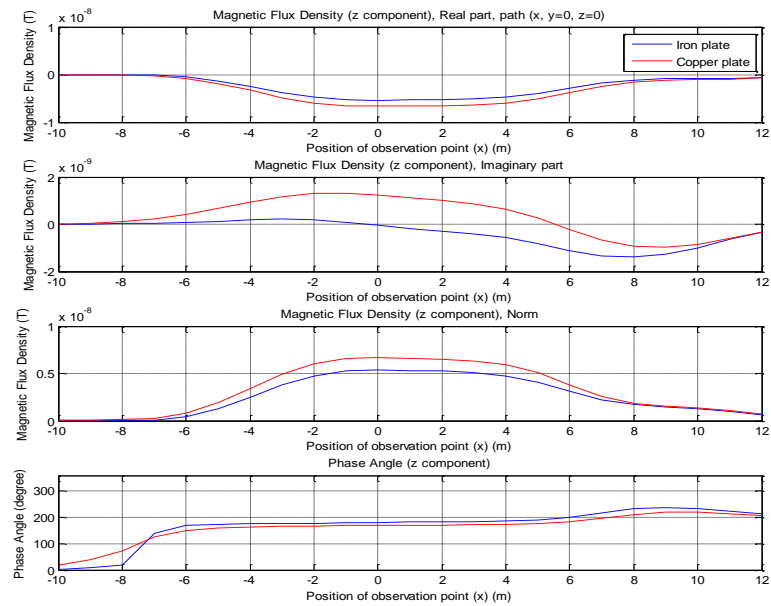 Magnetic Flux Density (z component), Real part, path (x, y=0, z=0)
x 10^-8
Magnetic Flux Density (T)
1
0
-1
Iron plate
Copper plate
-10 -8 -6 -4 -2 0 2 4 6 8 10 12
Position of observation point (x) (m)
Magnetic Flux Density (z component), Imaginary part
x 10^-9
Magnetic Flux Density (T)
2
0
-2
-10 -8 -6 -4 -2 0 2 4 6 8 10 12
Position of observation point (x) (m)
Magnetic Flux Density (z component), Norm
x 10^-8
Magnetic Flux Density (T)
1
0.5
0
-10 -8 -6 -4 -2 0 2 4 6 8 10 12
Position of observation point (x) (m)
Phase Angle (z component)
Phase Angle (degree)
300
200
100
0
-10 -8 -6 -4 -2 0 2 4 6 8 10 12
Position of observation point (x) (m)